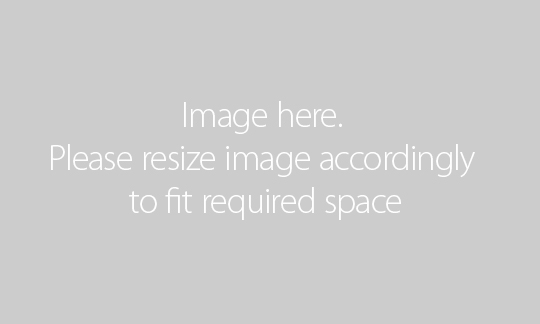 Image here.
Please resize image accordingly
to fit required space